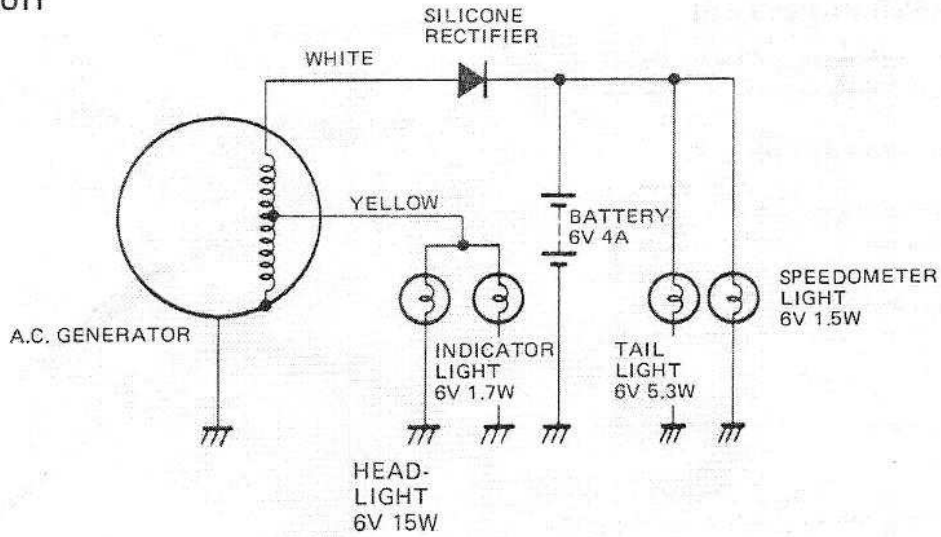 SILICONE
RECTIFIER
WHITE
YELLOW
BATTERY
6V 4A
A.C. GENERATOR
INDICATOR
LIGHT
6V 1.7W
TAIL
LIGHT
6V 5.3W
SPEEDOMETER
LIGHT
6V 1.5W
HEAD-
LIGHT
6V 15W